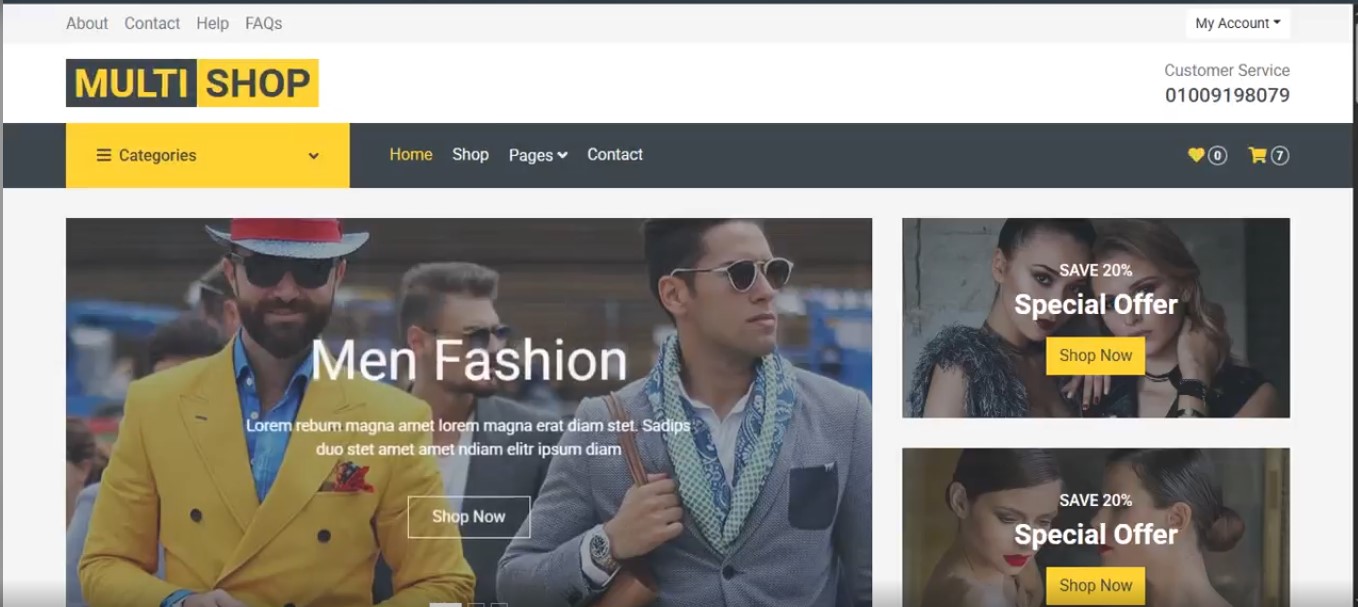 About Contact Help FAQs
My Account
MULTI SHOP
Customer Service
01009198079
Categories
Home Shop Pages Contact
0 7
Men Fashion
Lorem rebum magna amet lorem magna erat diam stet. Sadips
duo stet amet amet ndiam elitr ipsum diam
Shop Now
SAVE 20%
Special Offer
Shop Now
SAVE 20%
Special Offer
Shop Now